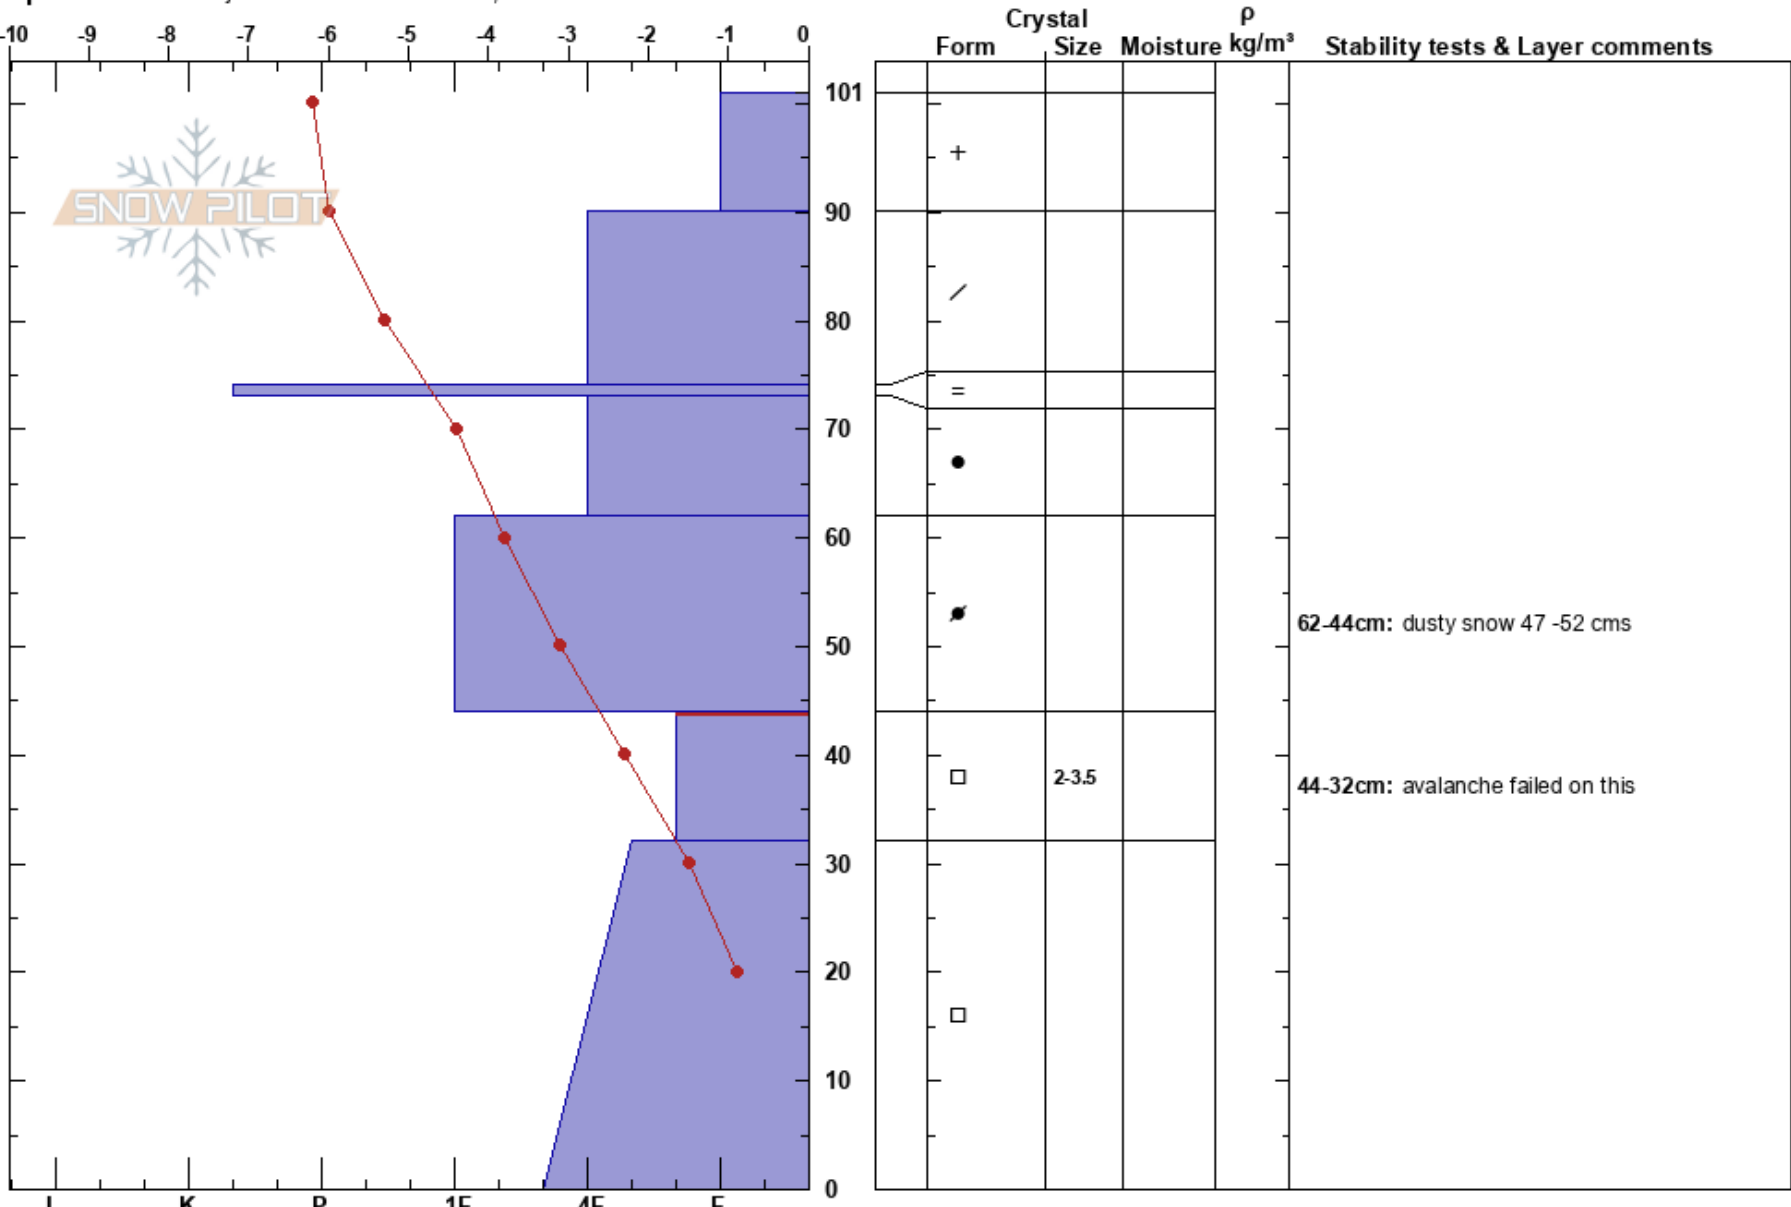 -10 -9 -8 -7 -6 -5 -4 -3 -2 -1 0
Crystal
Form Size Moisture
ρ
kg/m³
Stability tests & Layer comments
101
SNOW PILOT
90
80
70
60
62-44cm: dusty snow 47 -52 cms
50
40
2-3.5
44-32cm: avalanche failed on this
30
20
10
0
I K P 1F 4F F